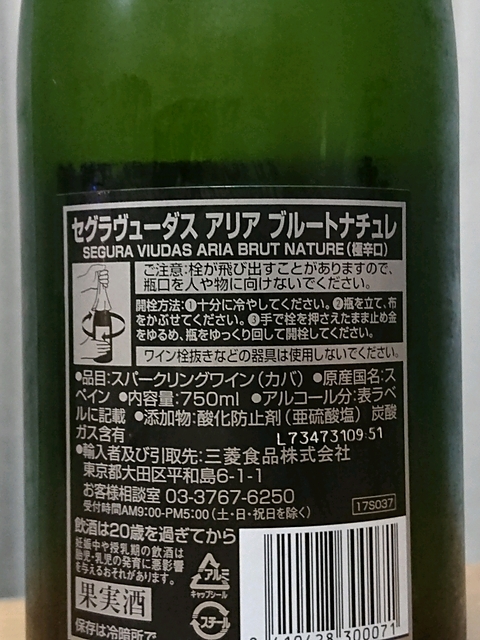 セグラヴューダス アリア ブルートナチュレ
SEGURA VIUDAS ARIA BRUT NATURE(極辛口)
ご注意:栓が飛び出すことがありますので、
瓶口を人や物に向けないでください。
開栓方法:❶十分に冷やしてください。❷瓶を立て、布
をかぶせてください。❸手で栓を押さえたまま止め金
をゆるめ、瓶をゆっくり回して開栓してください。
ワイン栓抜きなどの器具は使用しないでください。
●品目:スパークリングワイン(カバ) ●原産国名:ス
ペイン ●内容量:750ml ●アルコール分:表ラベ
ルに記載 ●添加物:酸化防止剤(亜硫酸塩) 炭酸
ガス含有
L73473109 51
●輸入者及び引取先:三菱食品株式会社
東京都大田区平和島6-1-1
お客様相談室 03-3767-6250
受付時間AM9:00-PM5:00(土・日・祝日を除く)
17S037
飲酒は20歳を過ぎてから
妊娠中や授乳期の飲酒は
胎児・乳児の発育に悪影響
を与えるおそれがあります。
アルミ
キャップシール
果実酒
スチール
保存は冷暗所で